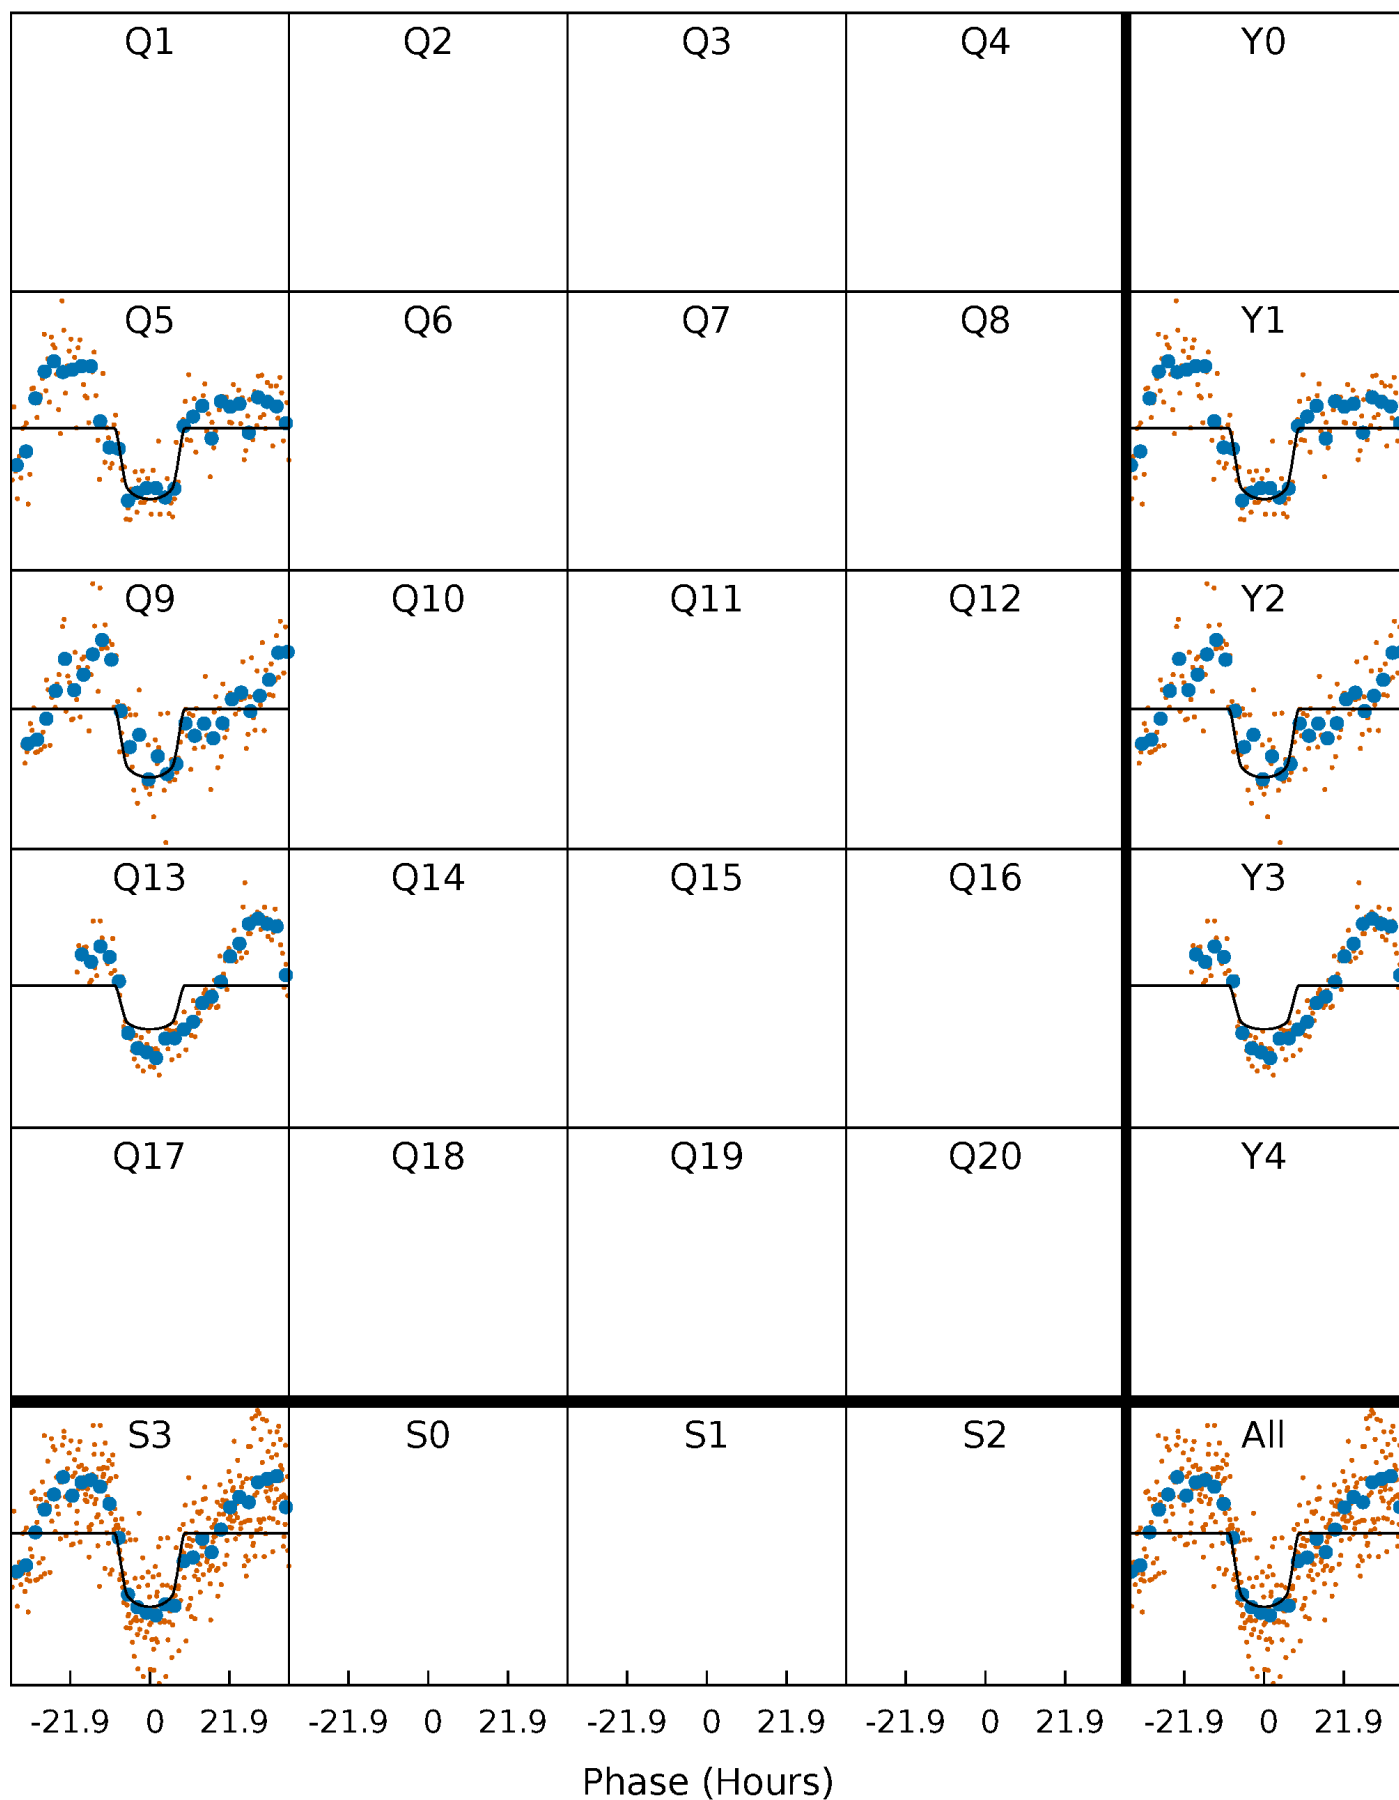 Q1 Q2 Q3 Q4 Y0
Q5 Q6 Q7 Q8 Y1
Q9 Q10 Q11 Q12 Y2
Q13 Q14 Q15 Q16 Y3
Q17 Q18 Q19 Q20 Y4
S3 S0 S1 S2 All
-21.9 0 21.9 -21.9 0 21.9 -21.9 0 21.9 -21.9 0 21.9 -21.9 0 21.9
Phase (Hours)